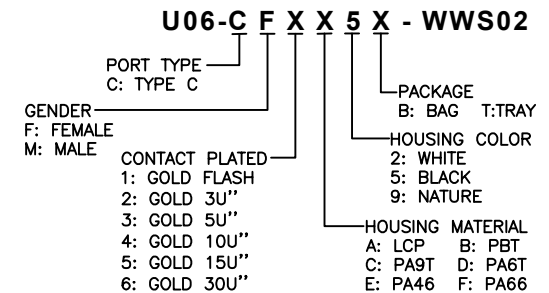 U06-C F X X 5 X - WWS02
PORT TYPE
C: TYPE C
GENDER
F: FEMALE
M: MALE
CONTACT PLATED
1: GOLD FLASH
2: GOLD 3U''
3: GOLD 5U''
4: GOLD 10U''
5: GOLD 15U''
6: GOLD 30U''
PACKAGE
B: BAG T:TRAY
HOUSING COLOR
2: WHITE
5: BLACK
9: NATURE
HOUSING MATERIAL
A: LCP B: PBT
C: PA9T D: PA6T
E: PA46 F: PA66